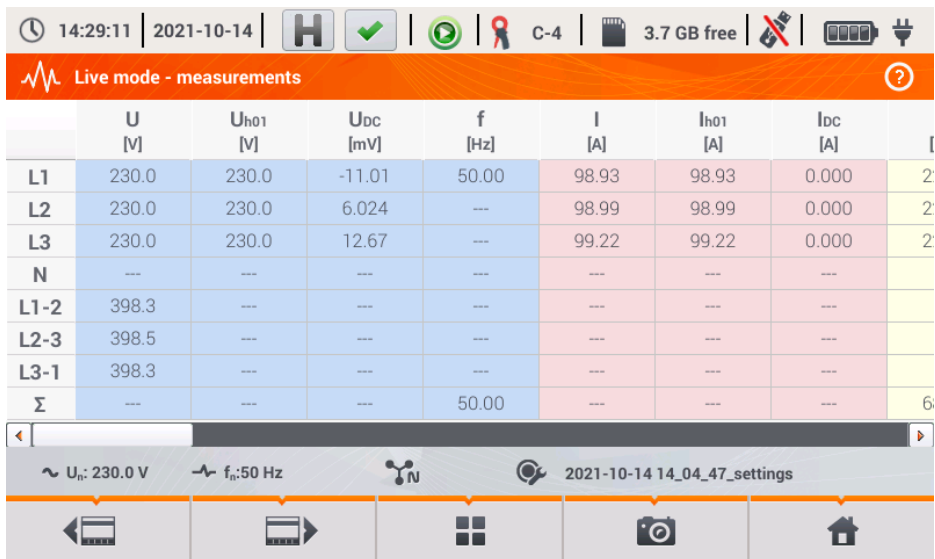 14:29:11 2021-10-14 H C-4 3.7 GB free
Live mode - measurements ?
U Uh01 UDC f I Ih01 IDC
[V] [V] [mV] [Hz] [A] [A] [A] [
L1 230.0 230.0 -11.01 50.00 98.93 98.93 0.000 2
L2 230.0 230.0 6.024 --- 98.99 98.99 0.000 2
L3 230.0 230.0 12.67 --- 99.22 99.22 0.000 2
N --- --- --- --- --- --- ---
L1-2 398.3 --- --- --- --- --- ---
L2-3 398.5 --- --- --- --- --- ---
L3-1 398.3 --- --- --- --- --- ---
Σ --- --- --- 50.00 --- --- --- 6
Un: 230.0 V fn:50 Hz N 2021-10-14 14_04_47_settings